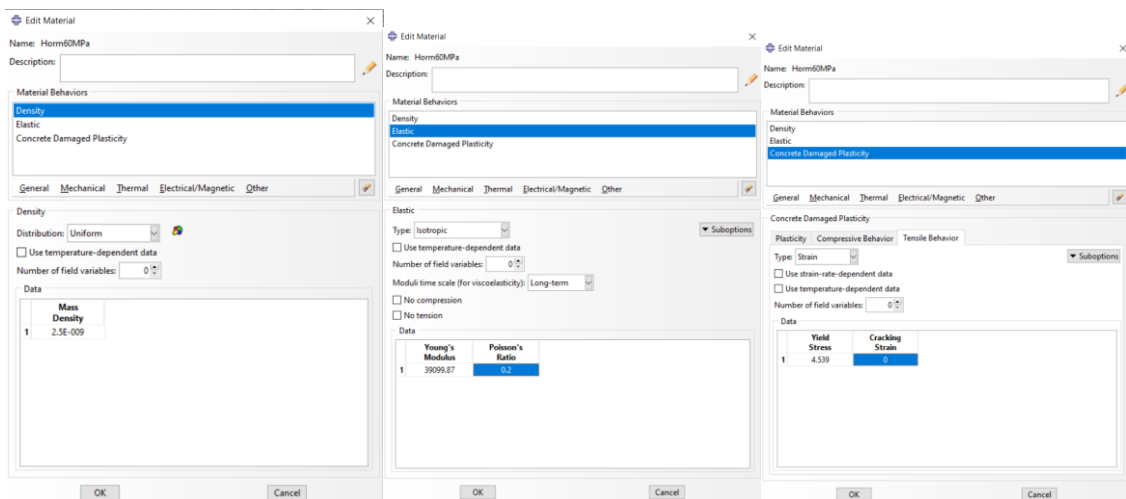 Edit Material
Name: Horm60MPa
Description:
Material Behaviors
Density
Elastic
Concrete Damaged Plasticity
General Mechanical Thermal Electrical/Magnetic Other
Density
Distribution: Uniform
Use temperature-dependent data
Number of field variables: 0
Data
Mass
Density
1 2.5E-009
OK Cancel
Edit Material
Name: Horm60MPa
Description:
Material Behaviors
Density
Elastic
Concrete Damaged Plasticity
General Mechanical Thermal Electrical/Magnetic Other
Elastic
Type: Isotropic Suboptions
Use temperature-dependent data
Number of field variables: 0
Moduli time scale (for viscoelasticity): Long-term
No compression
No tension
Data
Young's Poisson's
Modulus Ratio
1 39099.87 0.2
OK Cancel
Edit Material
Name: Horm60MPa
Description:
Material Behaviors
Density
Elastic
Concrete Damaged Plasticity
General Mechanical Thermal Electrical/Magnetic Other
Concrete Damaged Plasticity
Plasticity Compressive Behavior Tensile Behavior
Type: Strain Suboptions
Use strain-rate-dependent data
Use temperature-dependent data
Number of field variables: 0
Data
Yield Cracking
Stress Strain
1 4.539 0
OK Cancel